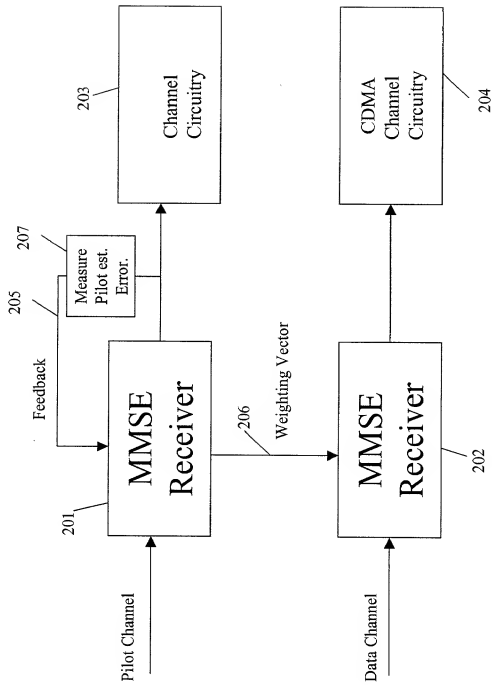 Pilot Channel
201
MMSE
Receiver
Feedback
205
207
Measure
Pilot est.
Error.
203
Channel
Circuitry
206
Weighting Vector
Data Channel
MMSE
Receiver
202
CDMA
Channel
Circuitry
204